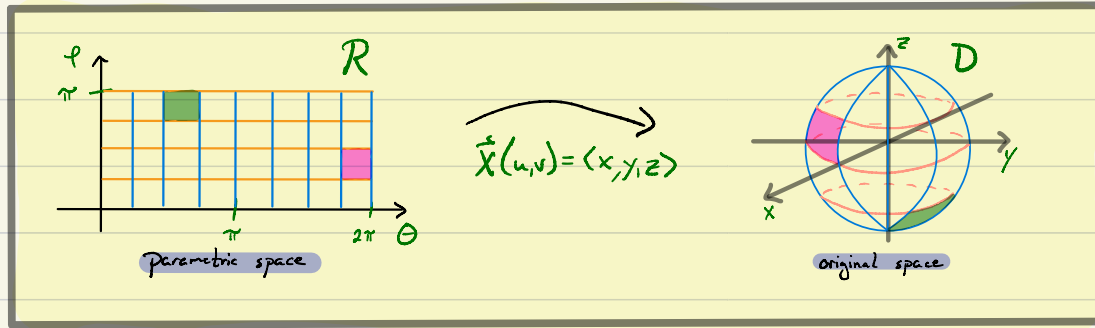 φ
π
R
π
2π
θ
parametric space
X⃗(u,v) = ⟨x,y,z⟩
z
D
y
x
original space